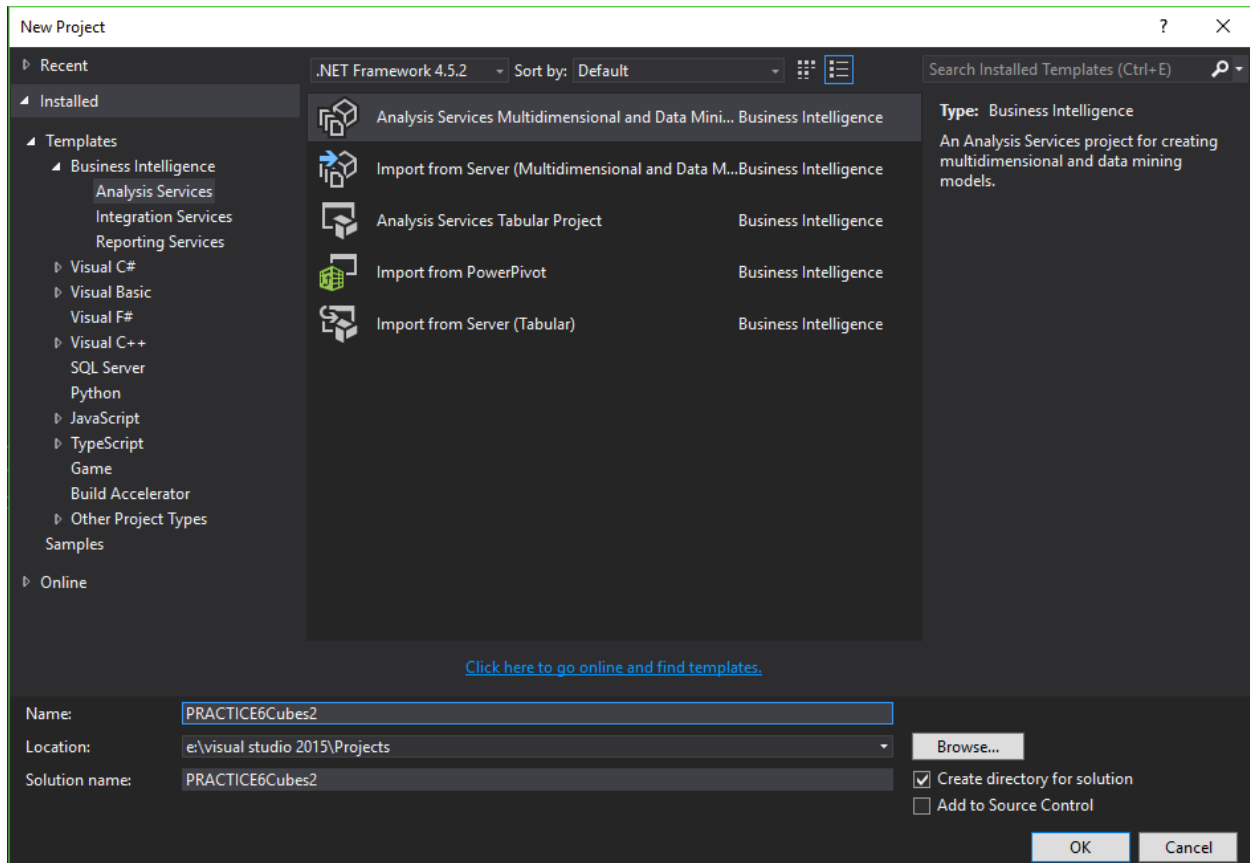 New Project
?
Recent
.NET Framework 4.5.2
Sort by: Default
Search Installed Templates (Ctrl+E)
Installed
Templates
Business Intelligence
Analysis Services
Integration Services
Reporting Services
Visual C#
Visual Basic
Visual F#
Visual C++
SQL Server
Python
JavaScript
TypeScript
Game
Build Accelerator
Other Project Types
Samples
Online
Analysis Services Multidimensional and Data Mini... Business Intelligence
Import from Server (Multidimensional and Data M... Business Intelligence
Analysis Services Tabular Project Business Intelligence
Import from PowerPivot Business Intelligence
Import from Server (Tabular) Business Intelligence
Type: Business Intelligence
An Analysis Services project for creating
multidimensional and data mining
models.
Click here to go online and find templates.
Name: PRACTICE6Cubes2
Location: e:\visual studio 2015\Projects
Browse...
Solution name: PRACTICE6Cubes2
Create directory for solution
Add to Source Control
OK
Cancel